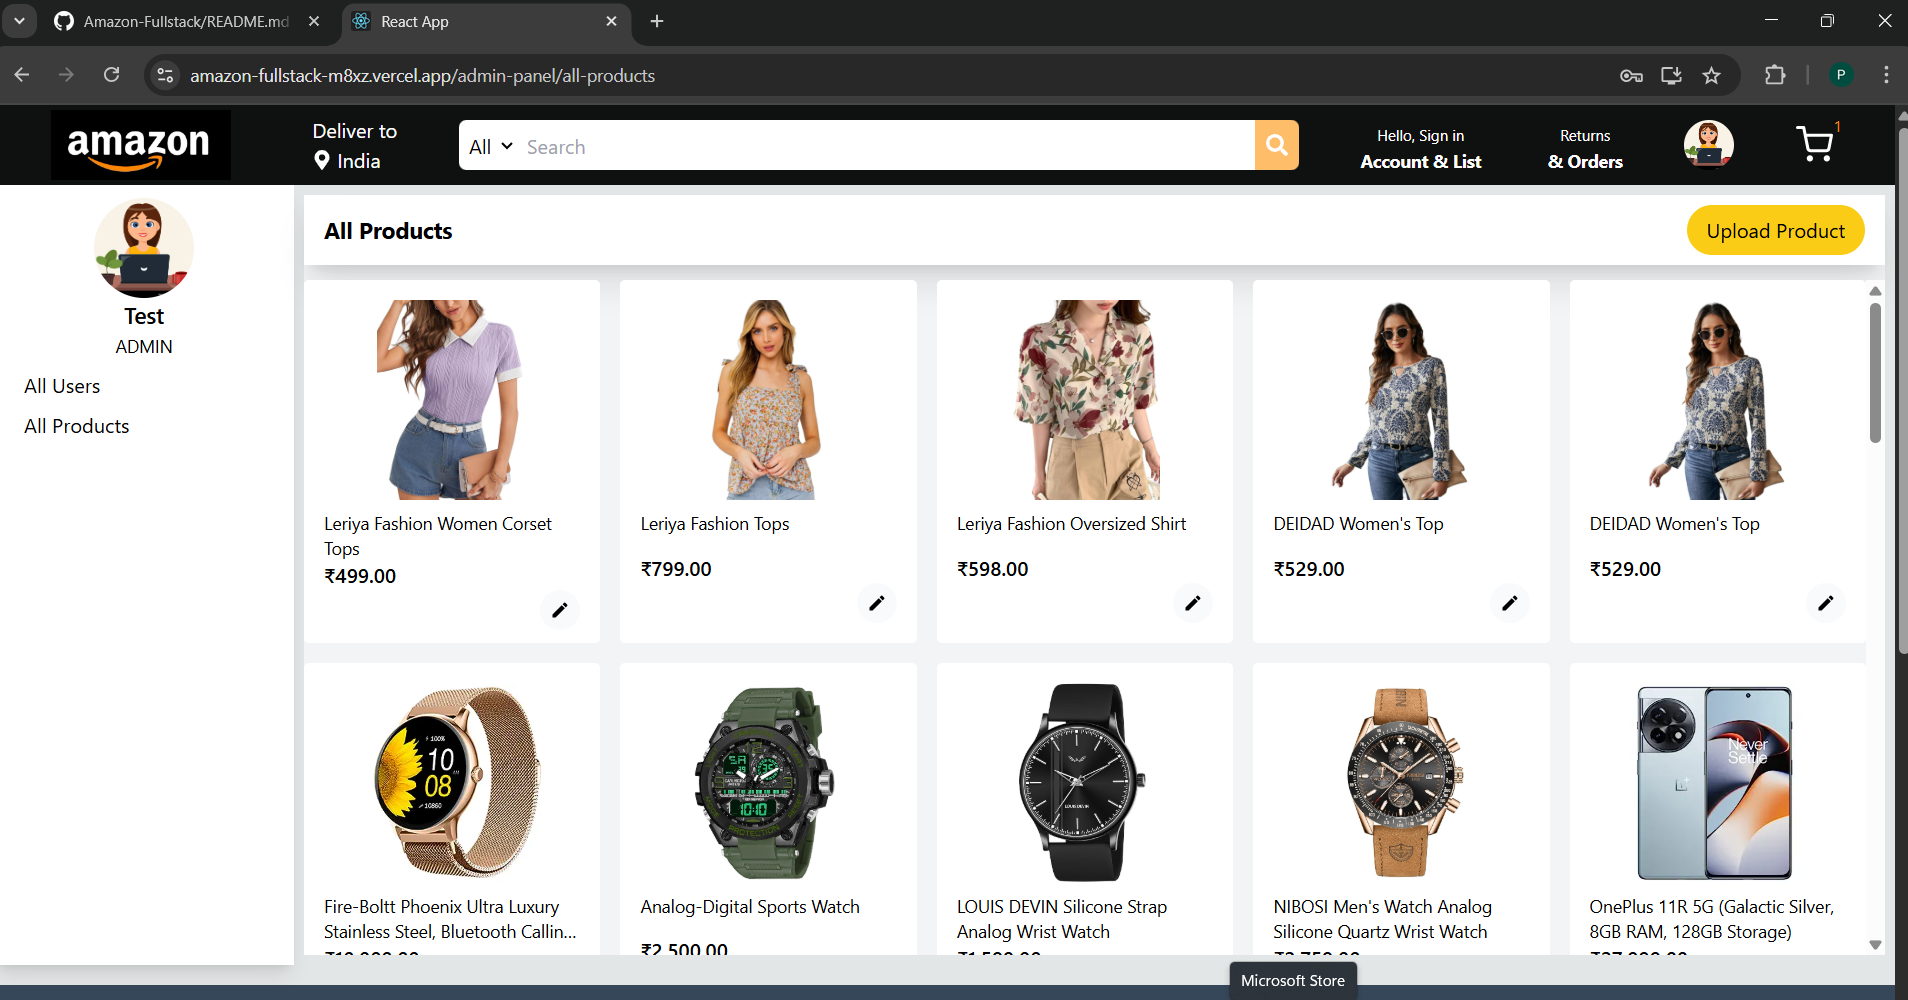 Amazon-Fullstack/README.md
React App
amazon-fullstack-m8xz.vercel.app/admin-panel/all-products
P
amazon
Deliver to
India
All
Search
Hello, Sign in
Account & List
Returns
& Orders
1
Test
ADMIN
All Users
All Products
All Products
Upload Product
Leriya Fashion Women Corset
Tops
₹499.00
Leriya Fashion Tops
₹799.00
Leriya Fashion Oversized Shirt
₹598.00
DEIDAD Women's Top
₹529.00
DEIDAD Women's Top
₹529.00
100%
10
08
10860
10:10
PROTECTION
LOUIS DEVIN
Never
Settle
Fire-Boltt Phoenix Ultra Luxury
Stainless Steel, Bluetooth Callin...
Analog-Digital Sports Watch
₹2,500.00
LOUIS DEVIN Silicone Strap
Analog Wrist Watch
NIBOSI Men's Watch Analog
Silicone Quartz Wrist Watch
OnePlus 11R 5G (Galactic Silver,
8GB RAM, 128GB Storage)
Microsoft Store